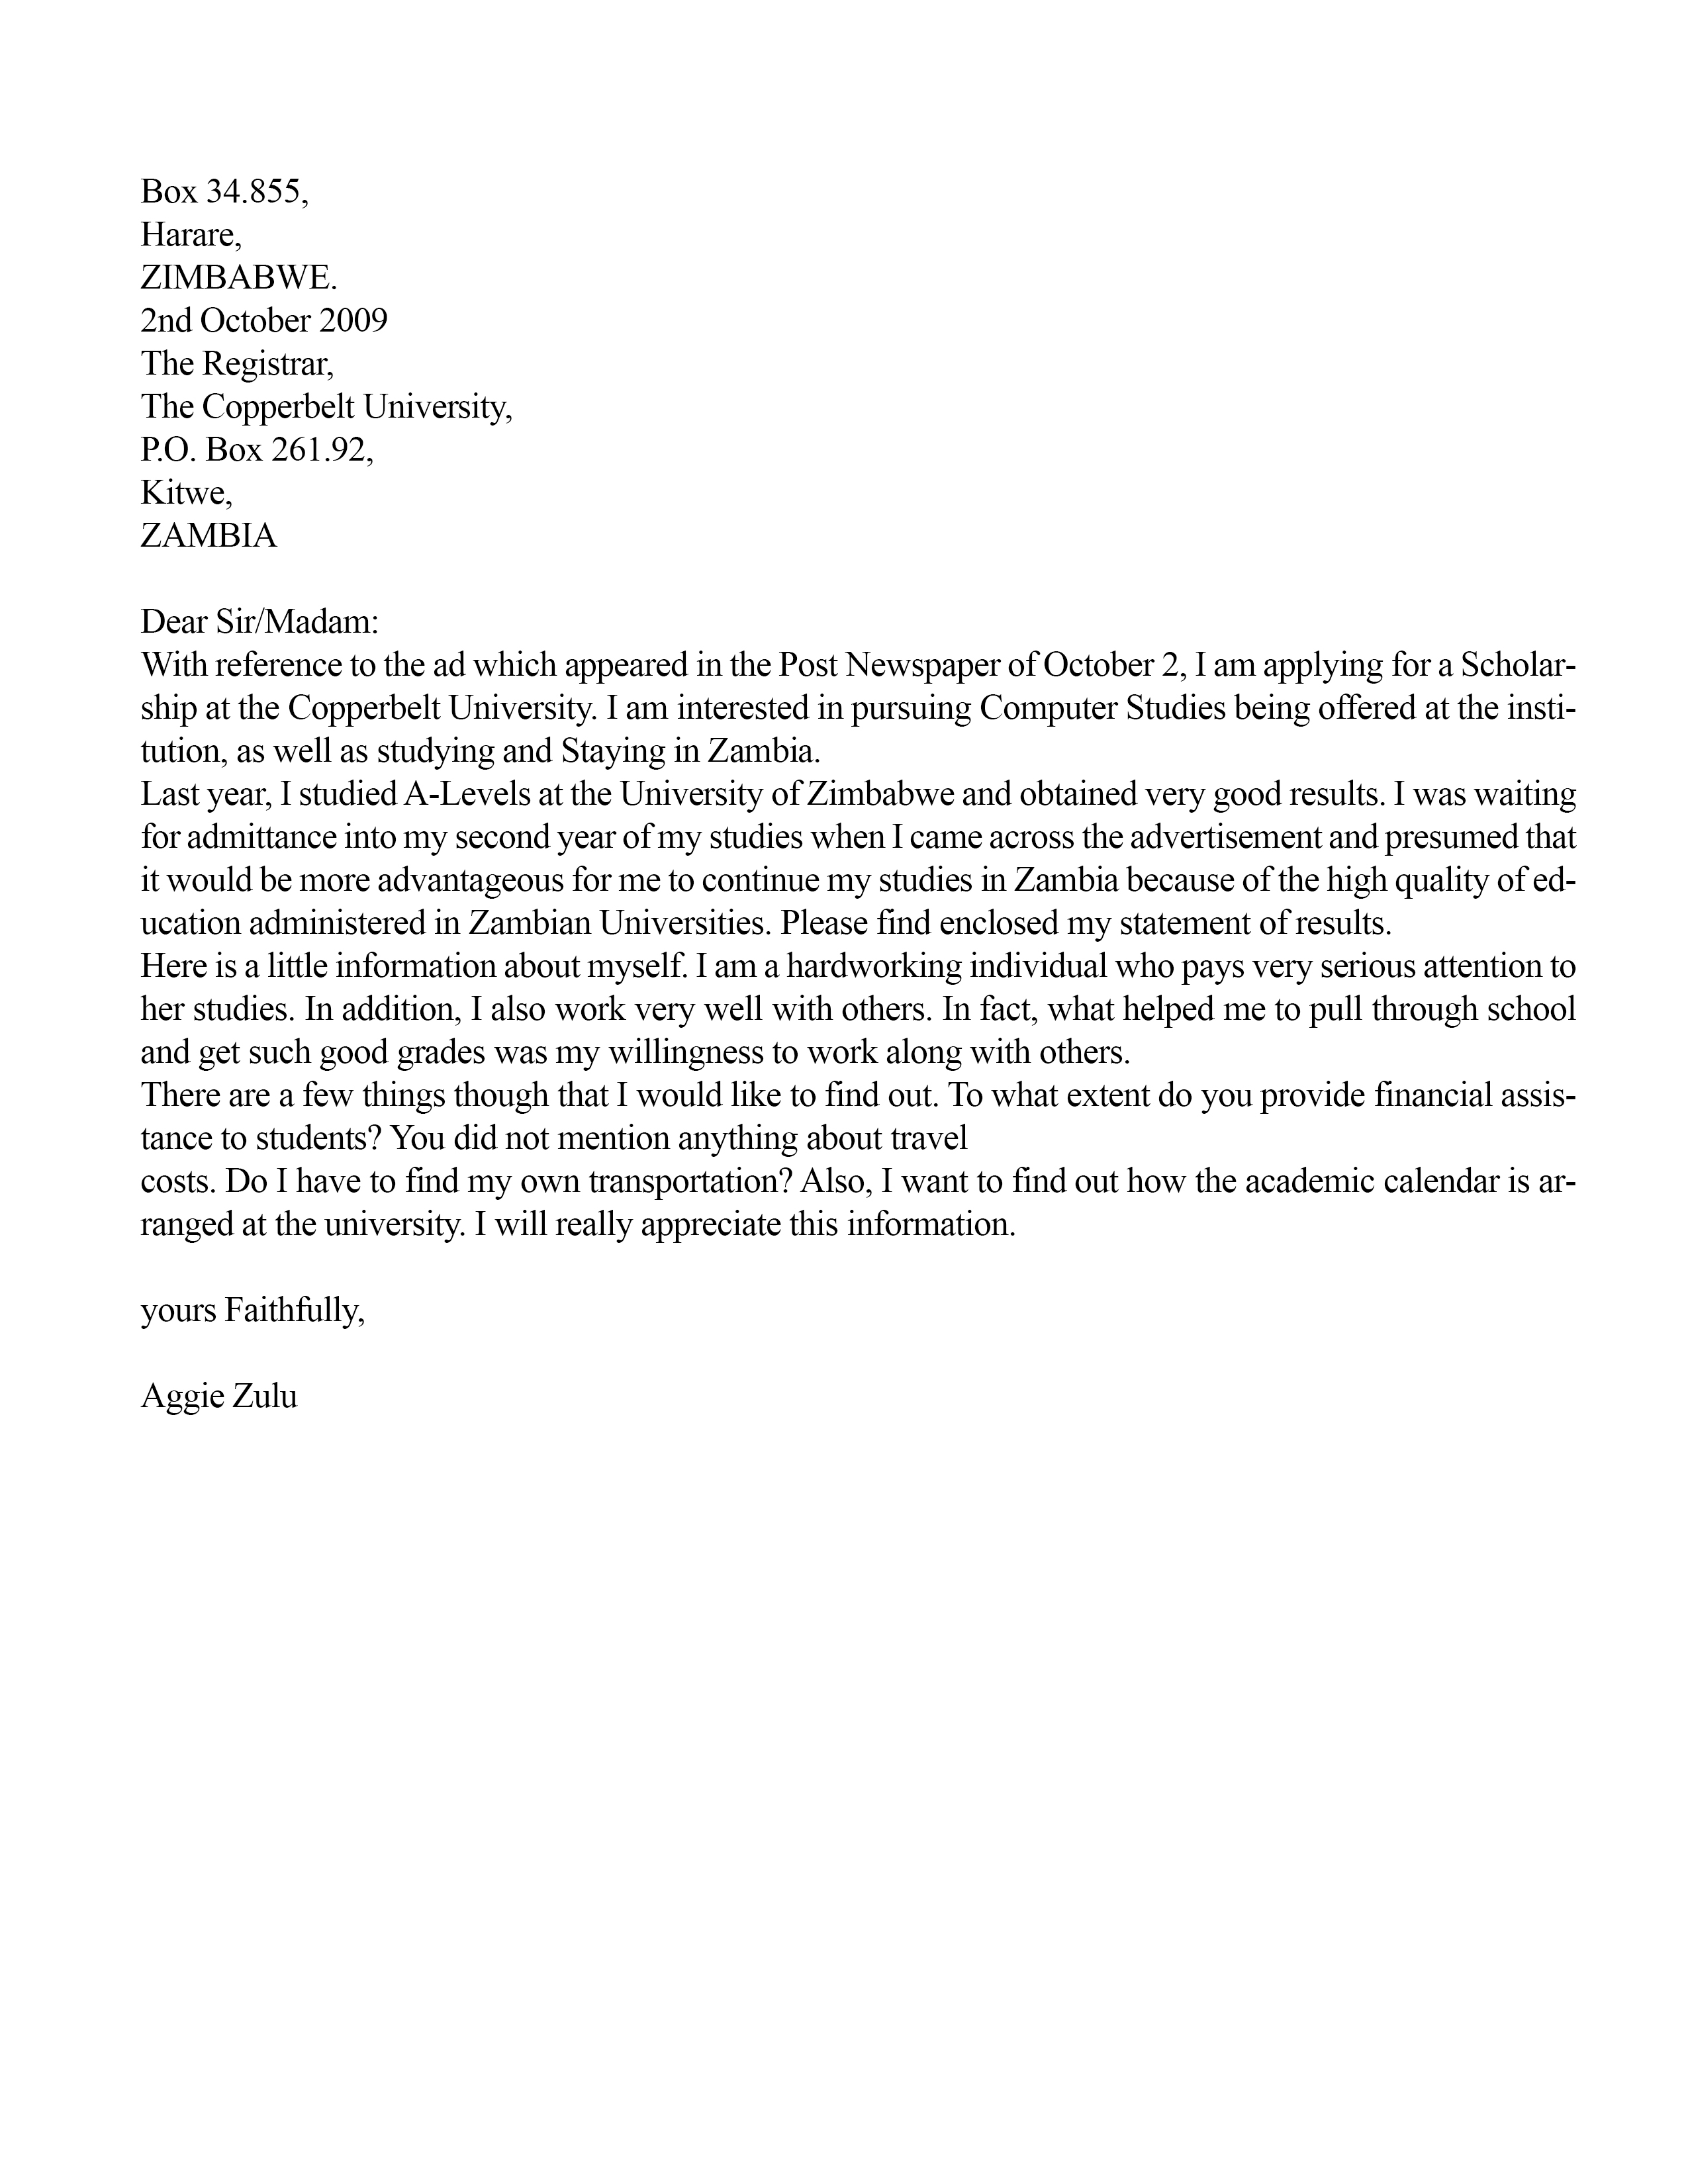 Box 34.855,
Harare,
ZIMBABWE.
2nd October 2009
The Registrar,
The Copperbelt University,
P.O. Box 261.92,
Kitwe,
ZAMBIA
Dear Sir/Madam:
With reference to the ad which appeared in the Post Newspaper of October 2, I am applying for a Scholar-
ship at the Copperbelt University. I am interested in pursuing Computer Studies being offered at the insti-
tution, as well as studying and Staying in Zambia.
Last year, I studied A-Levels at the University of Zimbabwe and obtained very good results. I was waiting
for admittance into my second year of my studies when I came across the advertisement and presumed that
it would be more advantageous for me to continue my studies in Zambia because of the high quality of ed-
ucation administered in Zambian Universities. Please find enclosed my statement of results.
Here is a little information about myself. I am a hardworking individual who pays very serious attention to
her studies. In addition, I also work very well with others. In fact, what helped me to pull through school
and get such good grades was my willingness to work along with others.
There are a few things though that I would like to find out. To what extent do you provide financial assis-
tance to students? You did not mention anything about travel
costs. Do I have to find my own transportation? Also, I want to find out how the academic calendar is ar-
ranged at the university. I will really appreciate this information.
yours Faithfully,
Aggie Zulu